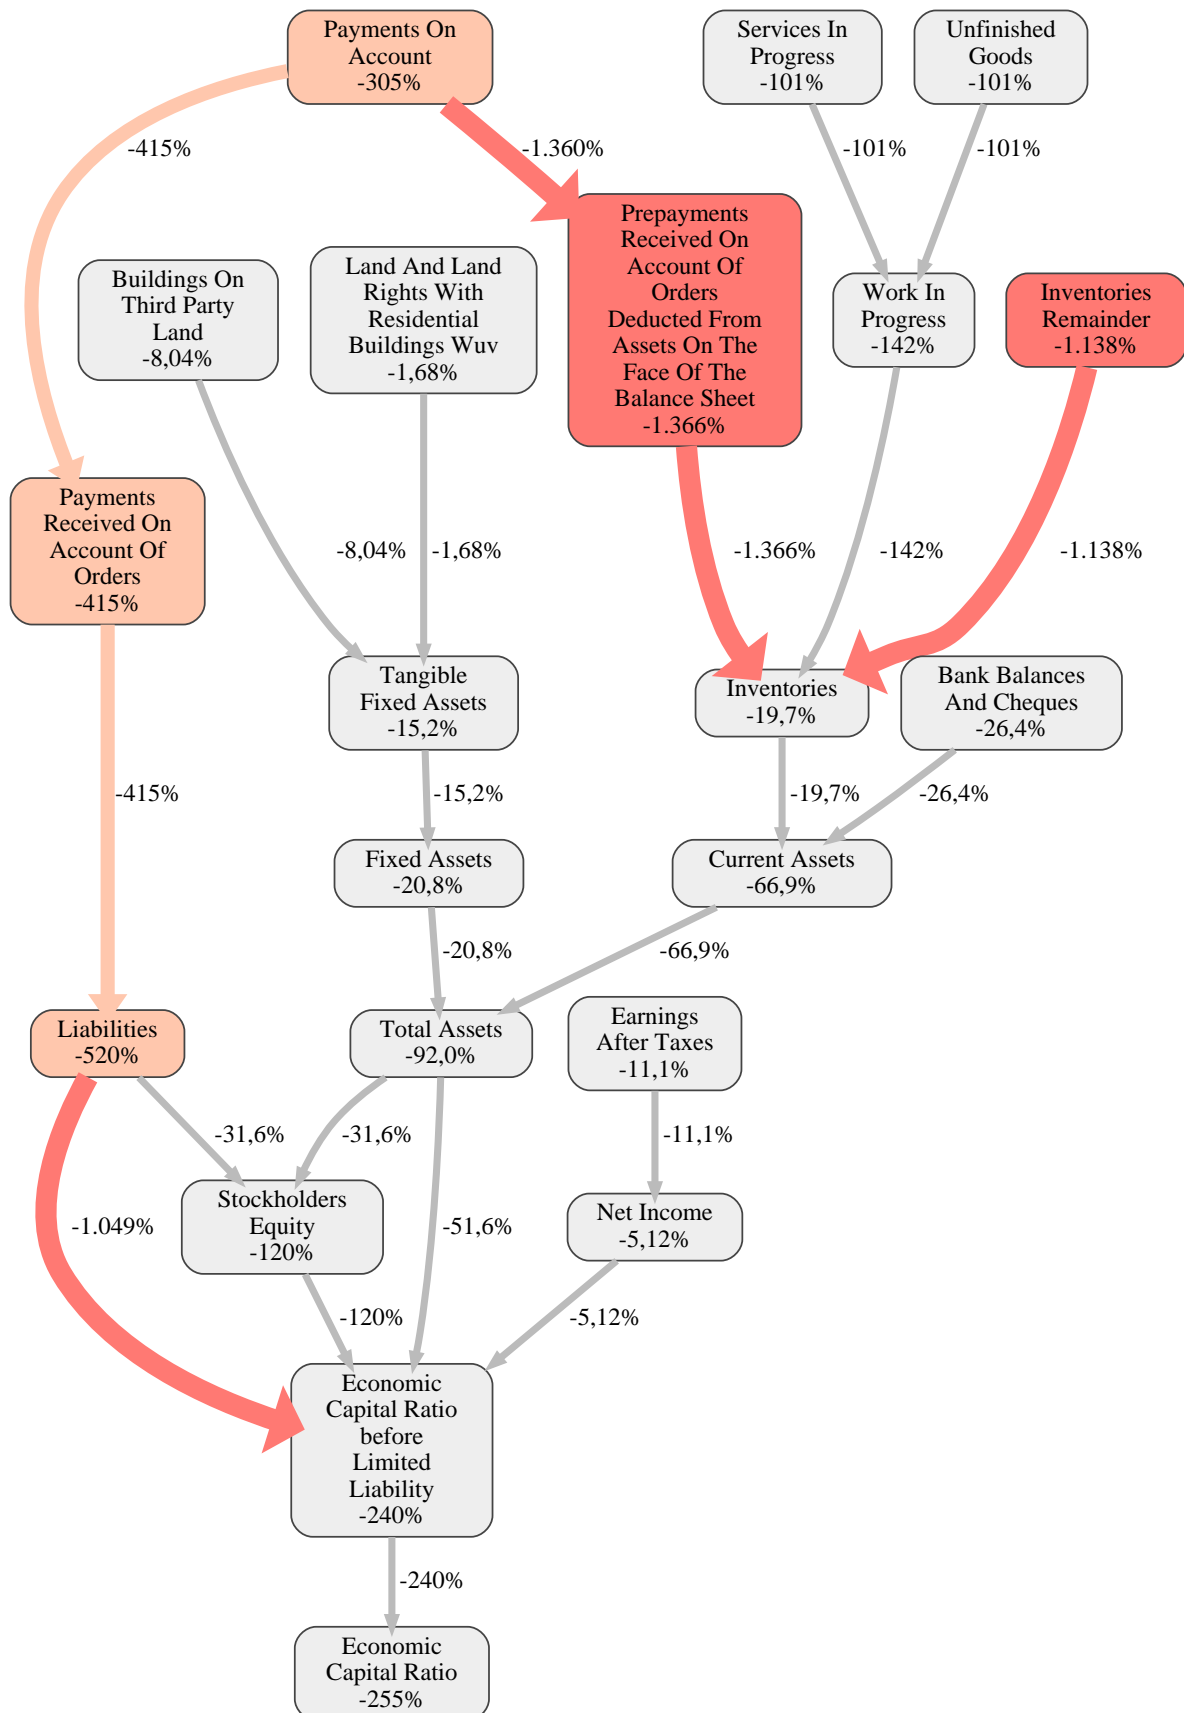 Payments On
Account
-305%
Services In
Progress
-101%
Unfinished
Goods
-101%
-415%
-1.360%
-101%
-101%
Prepayments
Received On
Account Of
Orders
Deducted From
Assets On The
Face Of The
Balance Sheet
-1.366%
Buildings On
Third Party
Land
-8,04%
Land And Land
Rights With
Residential
Buildings Wuv
-1,68%
Work In
Progress
-142%
Inventories
Remainder
-1.138%
Payments
Received On
Account Of
Orders
-415%
-8,04%
-1,68%
-1.366%
-142%
-1.138%
Tangible
Fixed Assets
-15,2%
Inventories
-19,7%
Bank Balances
And Cheques
-26,4%
-415%
-15,2%
-19,7%
-26,4%
Fixed Assets
-20,8%
Current Assets
-66,9%
-20,8%
-66,9%
Liabilities
-520%
Total Assets
-92,0%
Earnings
After Taxes
-11,1%
-31,6%
-31,6%
-11,1%
Stockholders
Equity
-120%
-1.049%
-51,6%
Net Income
-5,12%
-120%
-5,12%
Economic
Capital Ratio
before
Limited
Liability
-240%
-240%
Economic
Capital Ratio
-255%